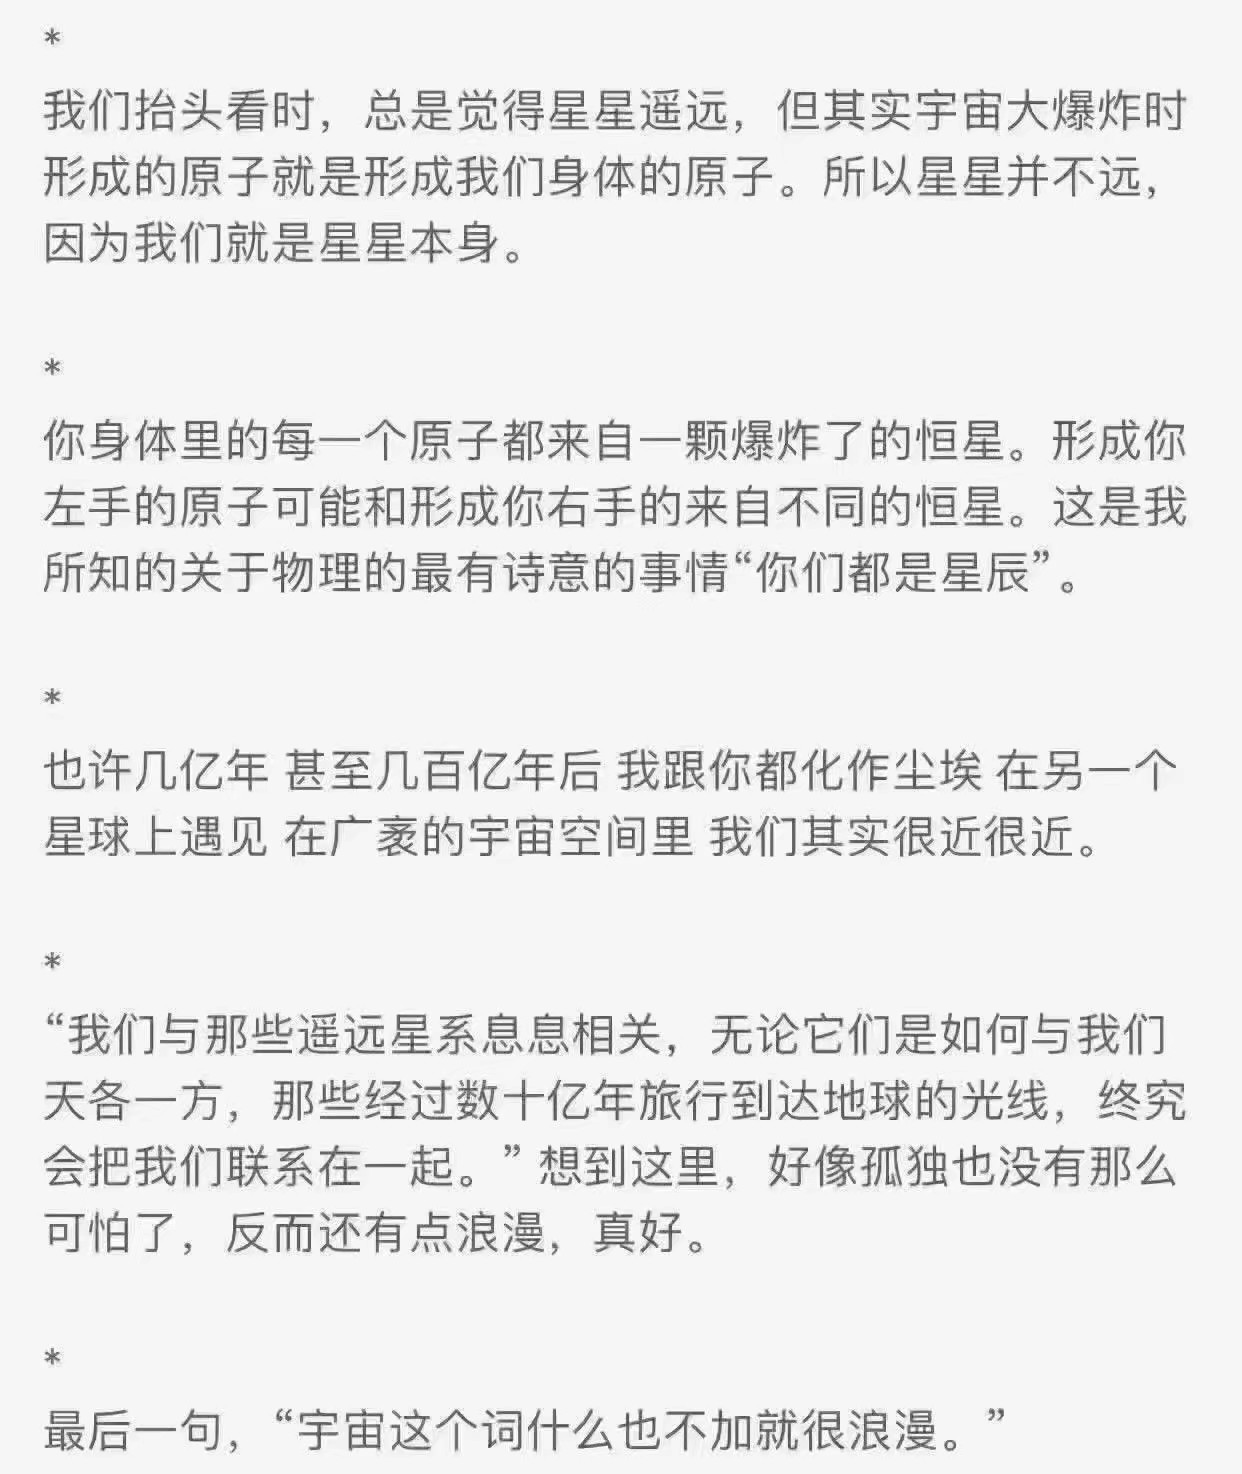 *
我们抬头看时，总是觉得星星遥远，但其实宇宙大爆炸时
形成的原子就是形成我们身体的原子。所以星星并不远，
因为我们就是星星本身。
*
你身体里的每一个原子都来自一颗爆炸了的恒星。形成你
左手的原子可能和形成你右手的来自不同的恒星。这是我
所知的关于物理的最有诗意的事情“你们都是星辰”。
*
也许几亿年 甚至几百亿年后 我跟你都化作尘埃 在另一个
星球上遇见 在广袤的宇宙空间里 我们其实很近很近。
*
“我们与那些遥远星系息息相关，无论它们是如何与我们
天各一方，那些经过数十亿年旅行到达地球的光线，终究
会把我们联系在一起。” 想到这里，好像孤独也没有那么
可怕了，反而还有点浪漫，真好。
*
最后一句，“宇宙这个词什么也不加就很浪漫。”